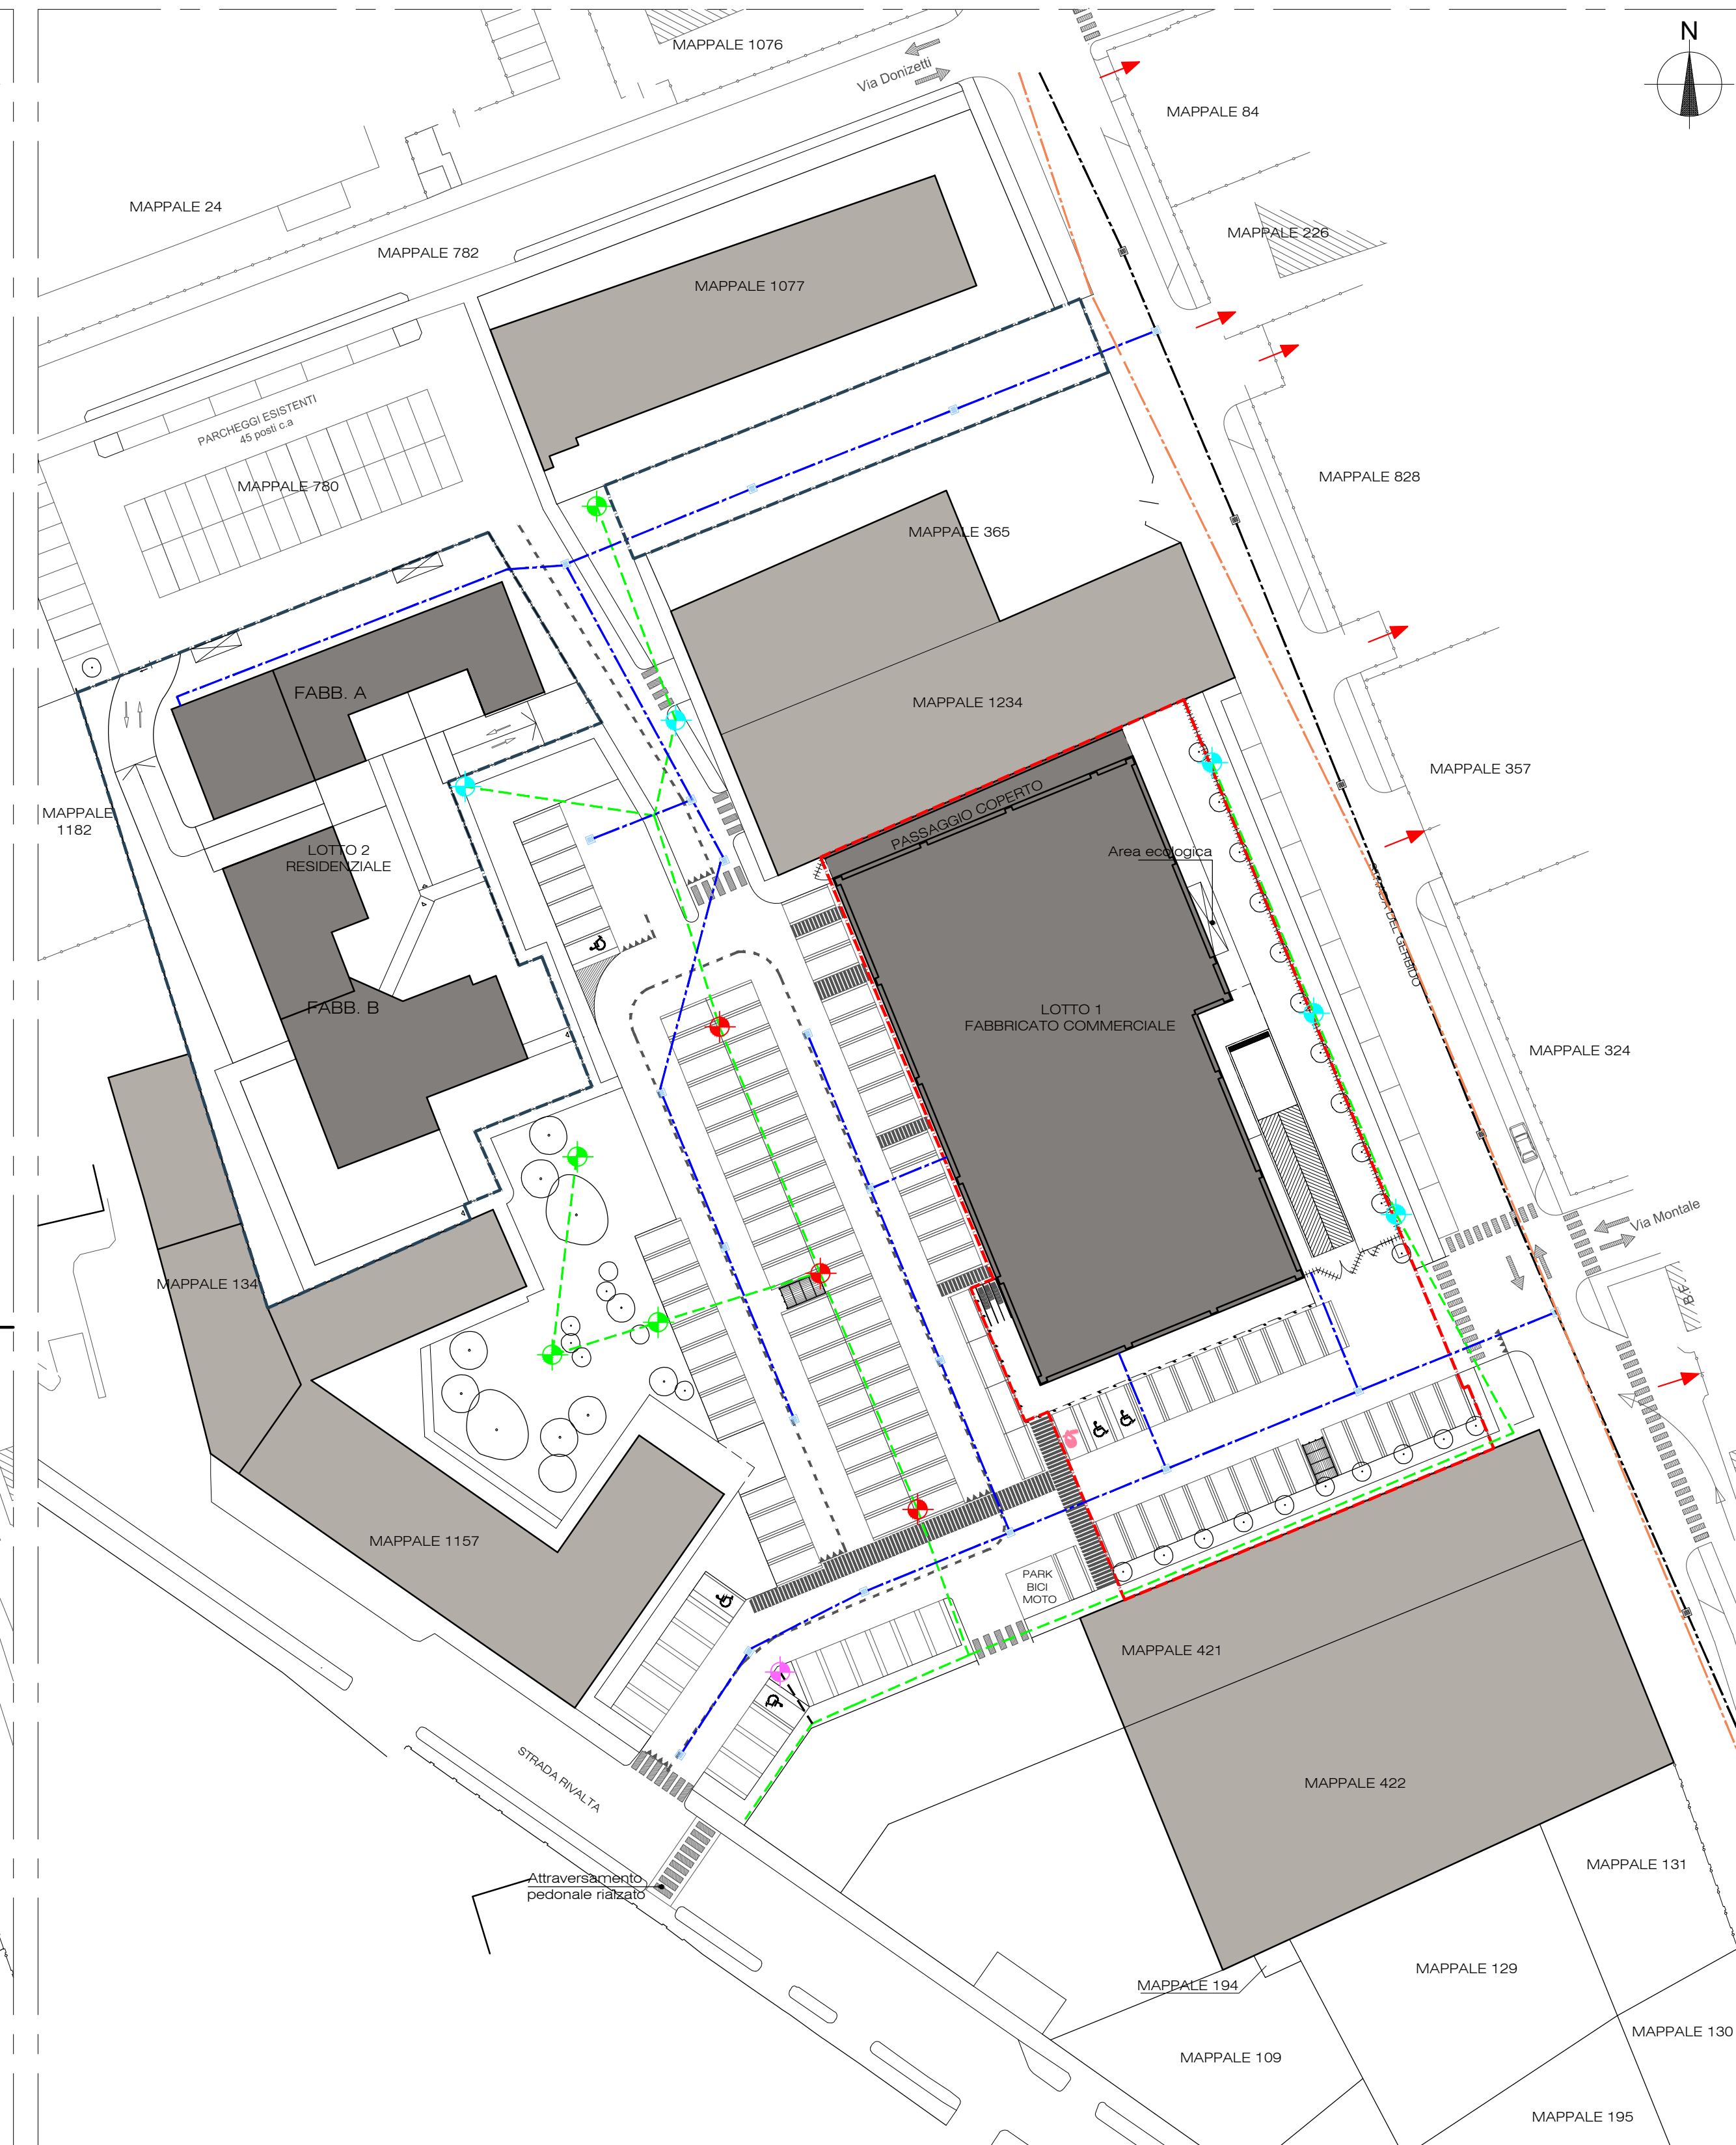 N
MAPPALE 1076
Via Donizetti
MAPPALE 84
MAPPALE 24
MAPPALE 226
MAPPALE 782
MAPPALE 1077
PARCHEGGI ESISTENTI
45 posti c.a
MAPPALE 780
MAPPALE 828
MAPPALE 365
FABB. A
MAPPALE 1234
MAPPALE 357
PASSAGGIO COPERTO
MAPPALE
1182
LOTTO 2
RESIDENZIALE
Area ecologica
STRADA DEL GERBIDO
FABB. B
LOTTO 1
FABBRICATO COMMERCIALE
MAPPALE 324
Via Montale
MAPPALE 134
B.F.
MAPPALE 1157
PARK
BICI
MOTO
MAPPALE 421
STRADA RIVALTA
MAPPALE 422
Attraversamento
pedonale rialzato
MAPPALE 131
MAPPALE 194
MAPPALE 129
MAPPALE 130
MAPPALE 109
MAPPALE 195